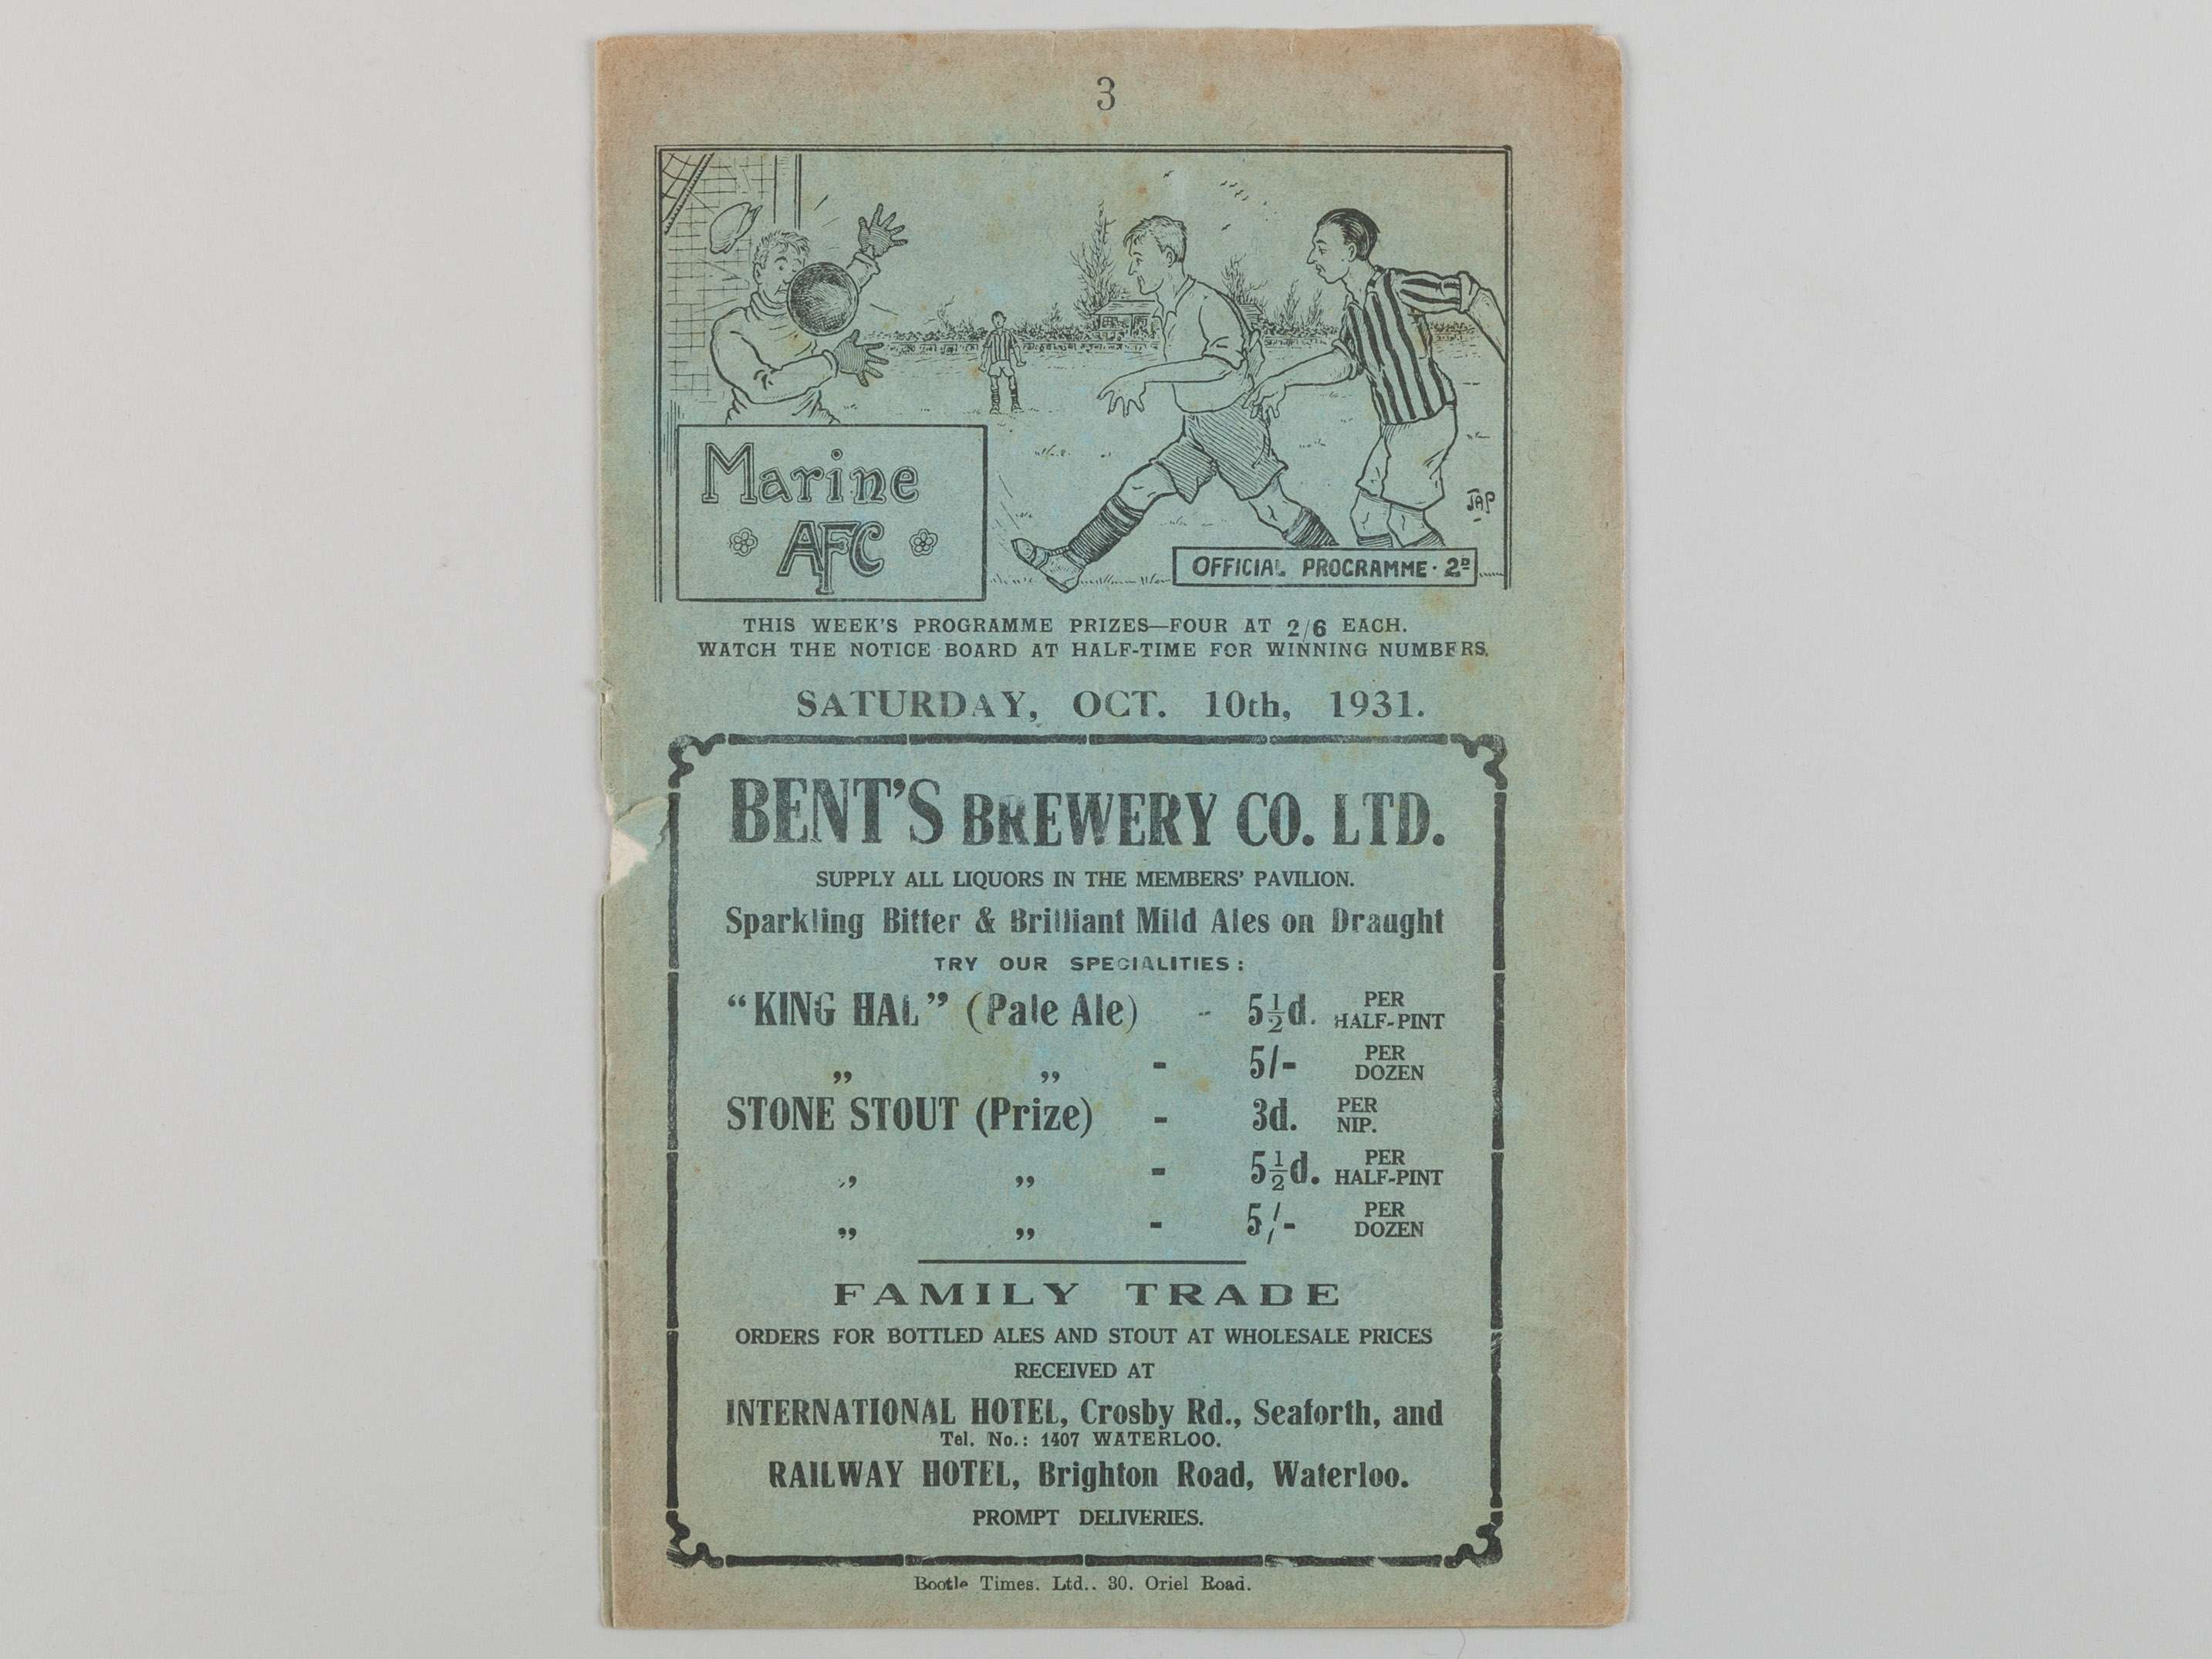 3
Marine
AFC
JAP
OFFICIAL PROGRAMME · 2D
THIS WEEK'S PROGRAMME PRIZES—FOUR AT 2/6 EACH.
WATCH THE NOTICE BOARD AT HALF-TIME FOR WINNING NUMBERS.
SATURDAY, OCT. 10th, 1931.
BENT'S BREWERY CO. LTD.
SUPPLY ALL LIQUORS IN THE MEMBERS' PAVILION.
Sparkling Bitter & Brilliant Mild Ales on Draught
TRY OUR SPECIALITIES:
"KING HAL" (Pale Ale) - 5½d. PER HALF-PINT
„ „ - 5/- PER DOZEN
STONE STOUT (Prize) - 3d. PER NIP.
„ „ - 5½d. PER HALF-PINT
„ „ - 5/- PER DOZEN
FAMILY TRADE
ORDERS FOR BOTTLED ALES AND STOUT AT WHOLESALE PRICES
RECEIVED AT
INTERNATIONAL HOTEL, Crosby Rd., Seaforth, and
Tel. No.: 1407 WATERLOO.
RAILWAY HOTEL, Brighton Road, Waterloo.
PROMPT DELIVERIES.
Bootle Times. Ltd.. 30. Oriel Road.